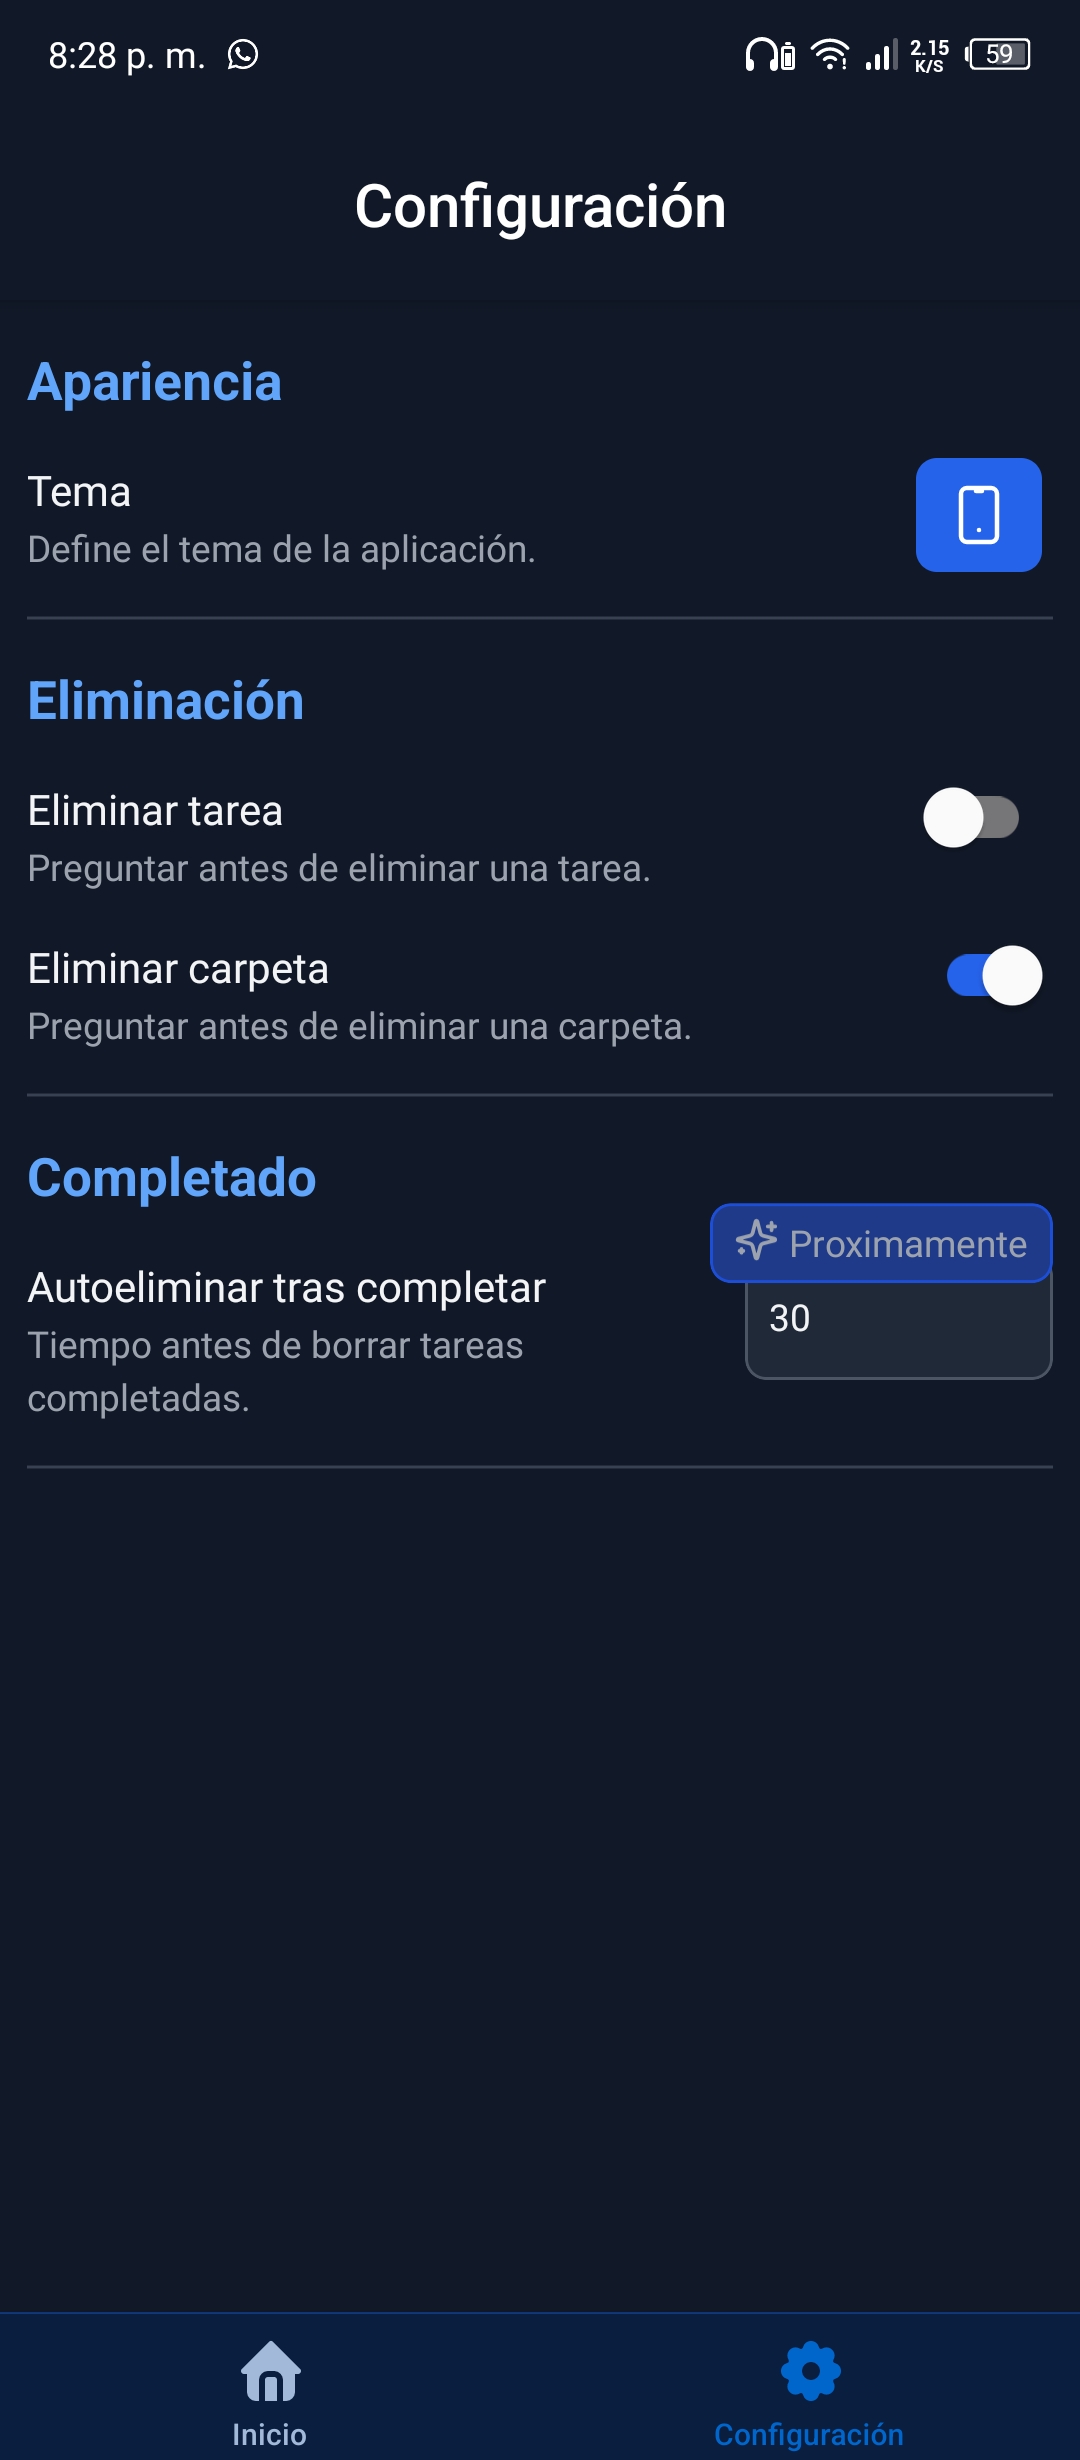 8:28 p. m.
2.15
K/S
59
Configuración
Apariencia
Tema
Define el tema de la aplicación.
Eliminación
Eliminar tarea
Preguntar antes de eliminar una tarea.
Eliminar carpeta
Preguntar antes de eliminar una carpeta.
Completado
Proximamente
Autoeliminar tras completar
30
Tiempo antes de borrar tareas
completadas.
Inicio
Configuración